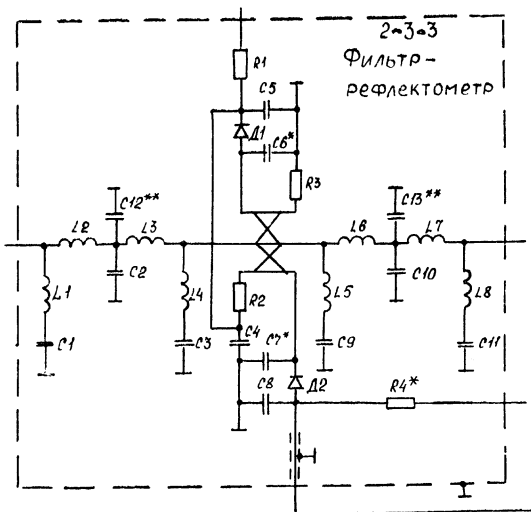 2-3-3
Фильтр-
рефлектометр
R1
C5
Д1
C6*
R3
C12**
C13**
L2
L3
L6
L7
C2
C10
L1
L4
R2
L5
L8
C4
C1
C3
C7*
C9
C11
C8
Д2
R4*